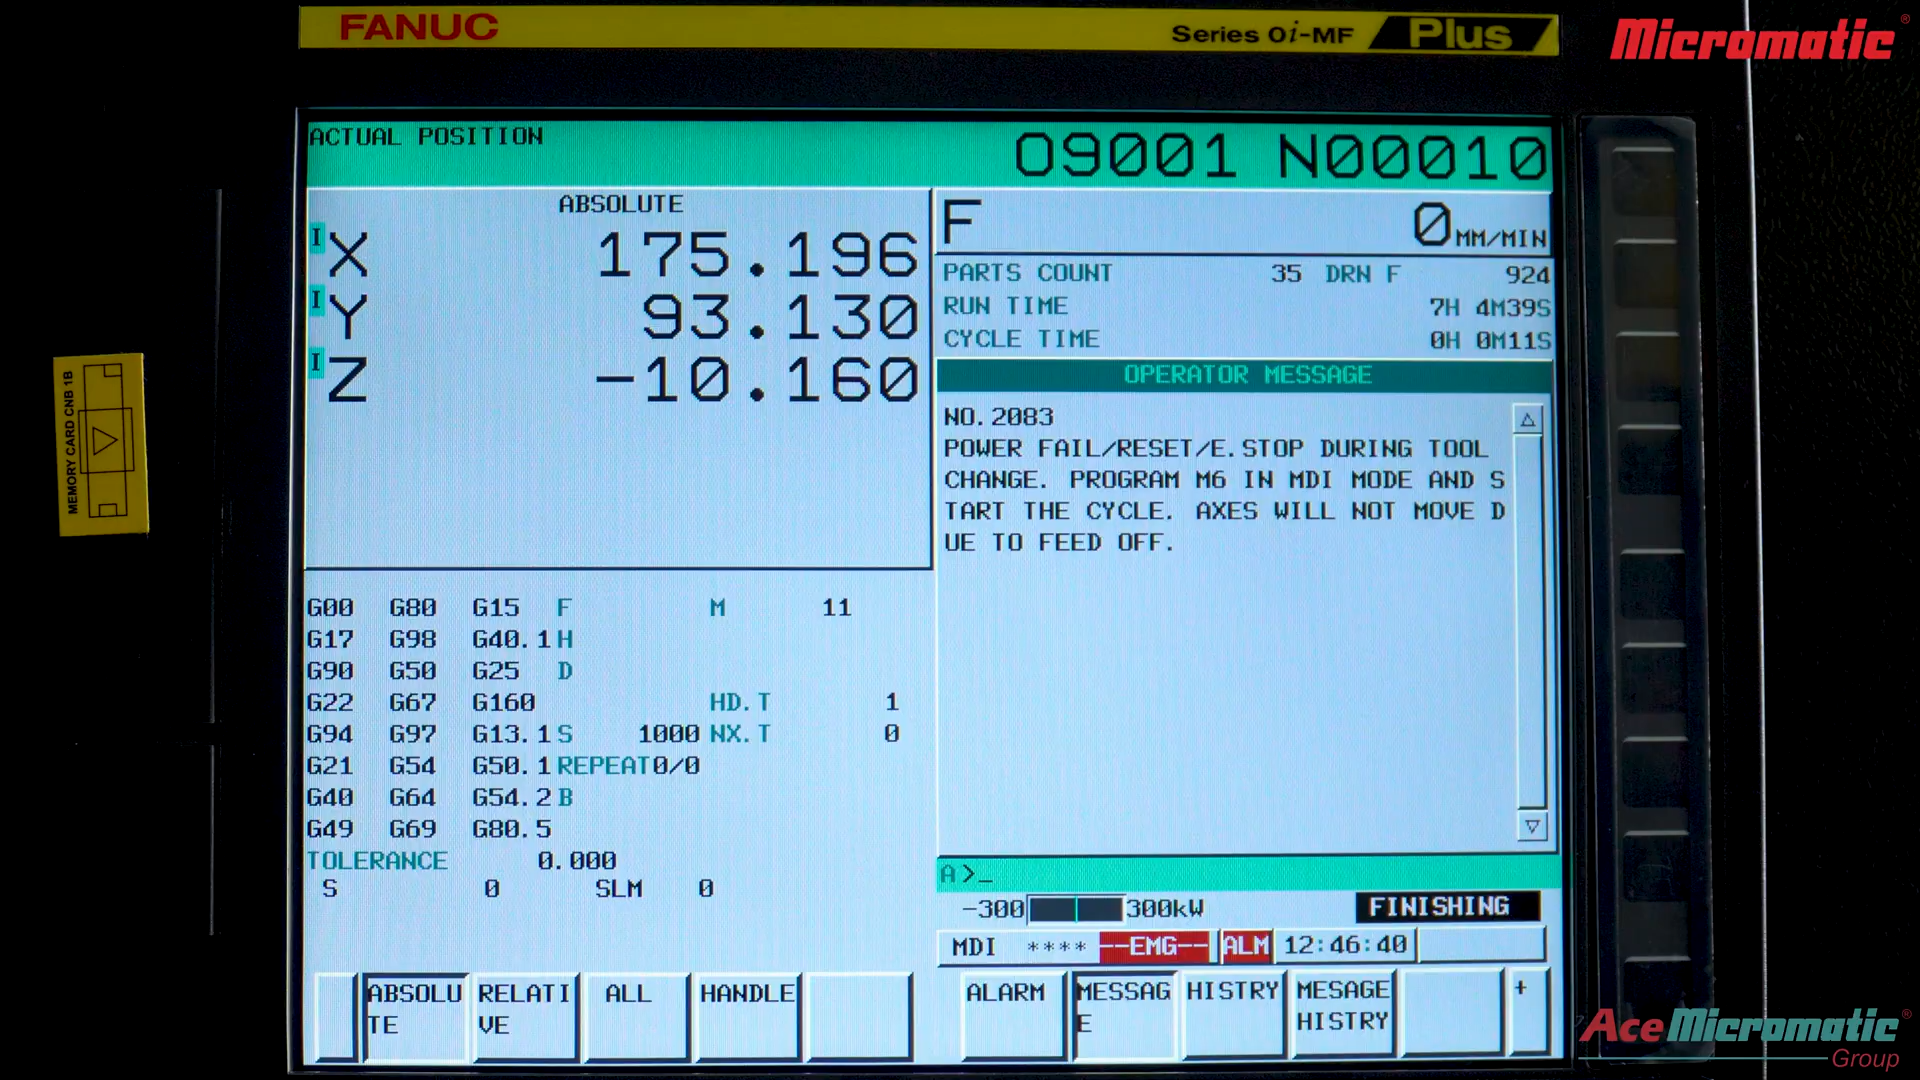 FANUC
Series 0i-MF Plus
Micromatic
ACTUAL POSITION
O9001 N00010
ABSOLUTE
I X 175.196
I Y 93.130
I Z -10.160
F 0 MM/MIN
PARTS COUNT 35 DRN F 924
RUN TIME 7H 4M39S
CYCLE TIME 0H 0M11S
OPERATOR MESSAGE
NO.2083
POWER FAIL/RESET/E.STOP DURING TOOL
CHANGE. PROGRAM M6 IN MDI MODE AND S
TART THE CYCLE. AXES WILL NOT MOVE D
UE TO FEED OFF.
MEMORY CARD CNB 1B
G00 G80 G15 F M 11
G17 G98 G40.1 H
G90 G50 G25 D
G22 G67 G160 HD.T 1
G94 G97 G13.1 S 1000 NX.T 0
G21 G54 G50.1 REPEAT 0/0
G40 G64 G54.2 B
G49 G69 G80.5
TOLERANCE 0.000
S 0 SLM 0
A>_
-300 300kW FINISHING
MDI **** --EMG-- ALM 12:46:40
ABSOLU
TE
RELATI
VE
ALL
HANDLE
ALARM
MESSAG
E
HISTRY
MESAGE
HISTRY
+
AceMicromatic
Group